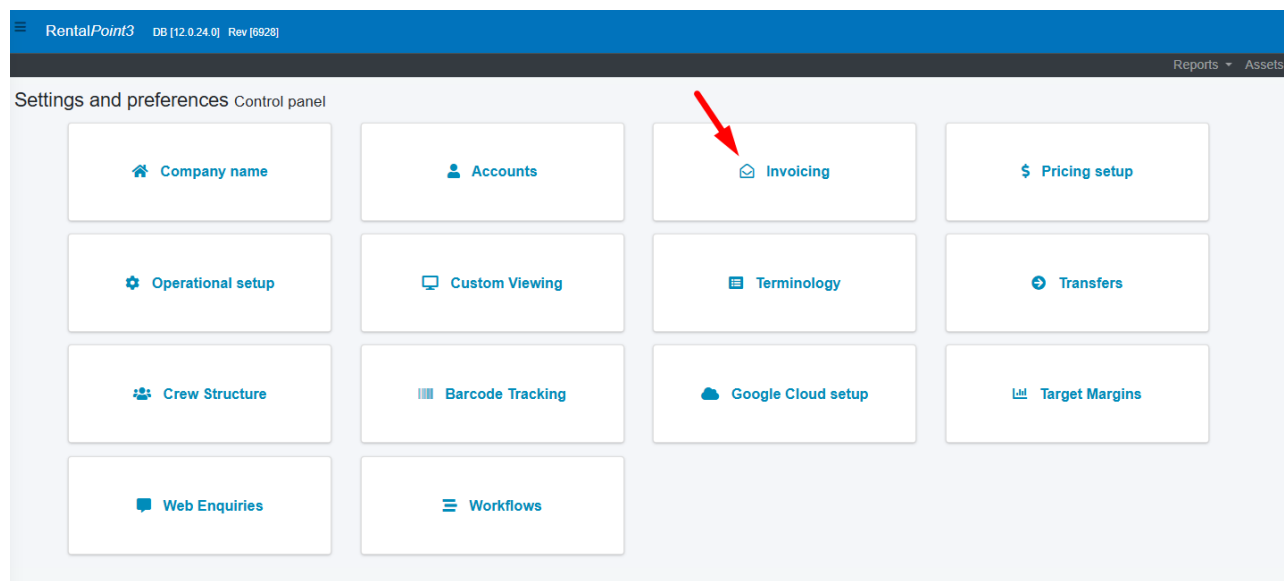 RentalPoint3 DB [12.0.24.0] Rev [6928]
Reports Assets
Settings and preferences Control panel
Company name
Accounts
Invoicing
$ Pricing setup
Operational setup
Custom Viewing
Terminology
Transfers
Crew Structure
Barcode Tracking
Google Cloud setup
Target Margins
Web Enquiries
Workflows